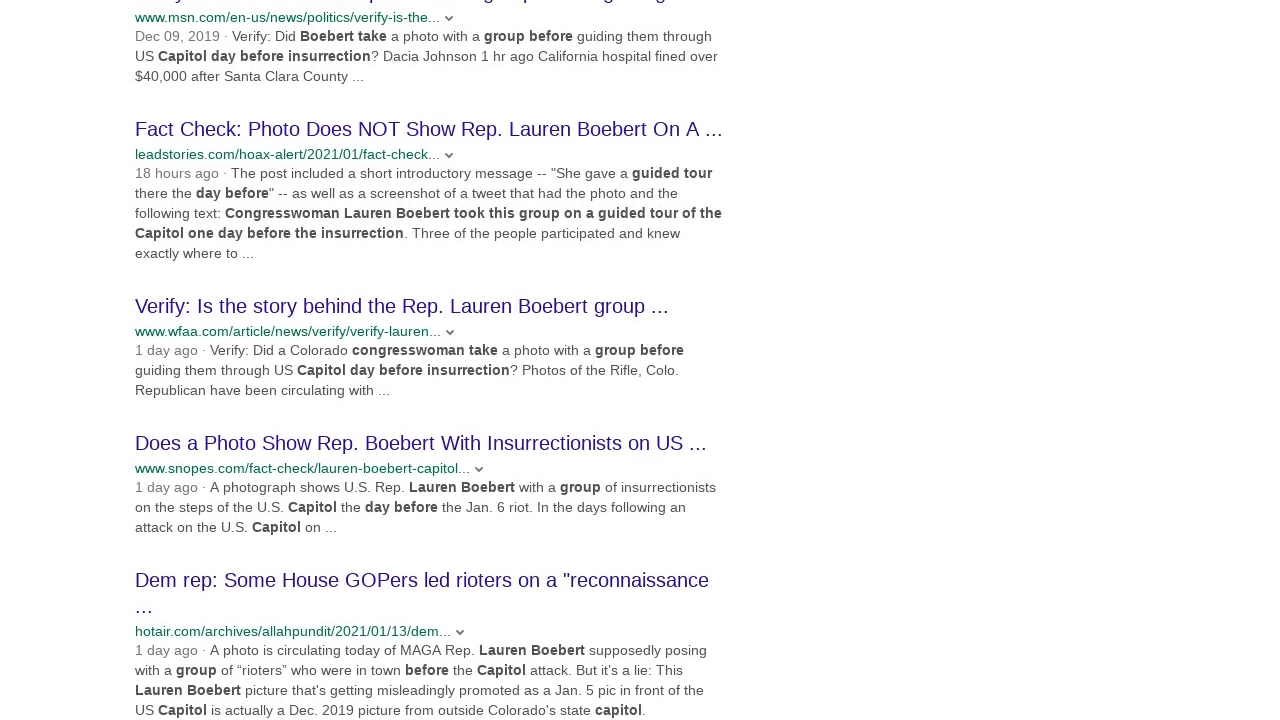 www.msn.com/en-us/news/politics/verify-is-the...
Dec 09, 2019 · Verify: Did Boebert take a photo with a group before guiding them through
US Capitol day before insurrection? Dacia Johnson 1 hr ago California hospital fined over
$40,000 after Santa Clara County ...
Fact Check: Photo Does NOT Show Rep. Lauren Boebert On A ...
leadstories.com/hoax-alert/2021/01/fact-check...
18 hours ago · The post included a short introductory message -- "She gave a guided tour
there the day before" -- as well as a screenshot of a tweet that had the photo and the
following text: Congresswoman Lauren Boebert took this group on a guided tour of the
Capitol one day before the insurrection. Three of the people participated and knew
exactly where to ...
Verify: Is the story behind the Rep. Lauren Boebert group ...
www.wfaa.com/article/news/verify/verify-lauren...
1 day ago · Verify: Did a Colorado congresswoman take a photo with a group before
guiding them through US Capitol day before insurrection? Photos of the Rifle, Colo.
Republican have been circulating with ...
Does a Photo Show Rep. Boebert With Insurrectionists on US ...
www.snopes.com/fact-check/lauren-boebert-capitol...
1 day ago · A photograph shows U.S. Rep. Lauren Boebert with a group of insurrectionists
on the steps of the U.S. Capitol the day before the Jan. 6 riot. In the days following an
attack on the U.S. Capitol on ...
Dem rep: Some House GOPers led rioters on a "reconnaissance
...
hotair.com/archives/allahpundit/2021/01/13/dem...
1 day ago · A photo is circulating today of MAGA Rep. Lauren Boebert supposedly posing
with a group of “rioters” who were in town before the Capitol attack. But it’s a lie: This
Lauren Boebert picture that's getting misleadingly promoted as a Jan. 5 pic in front of the
US Capitol is actually a Dec. 2019 picture from outside Colorado's state capitol.